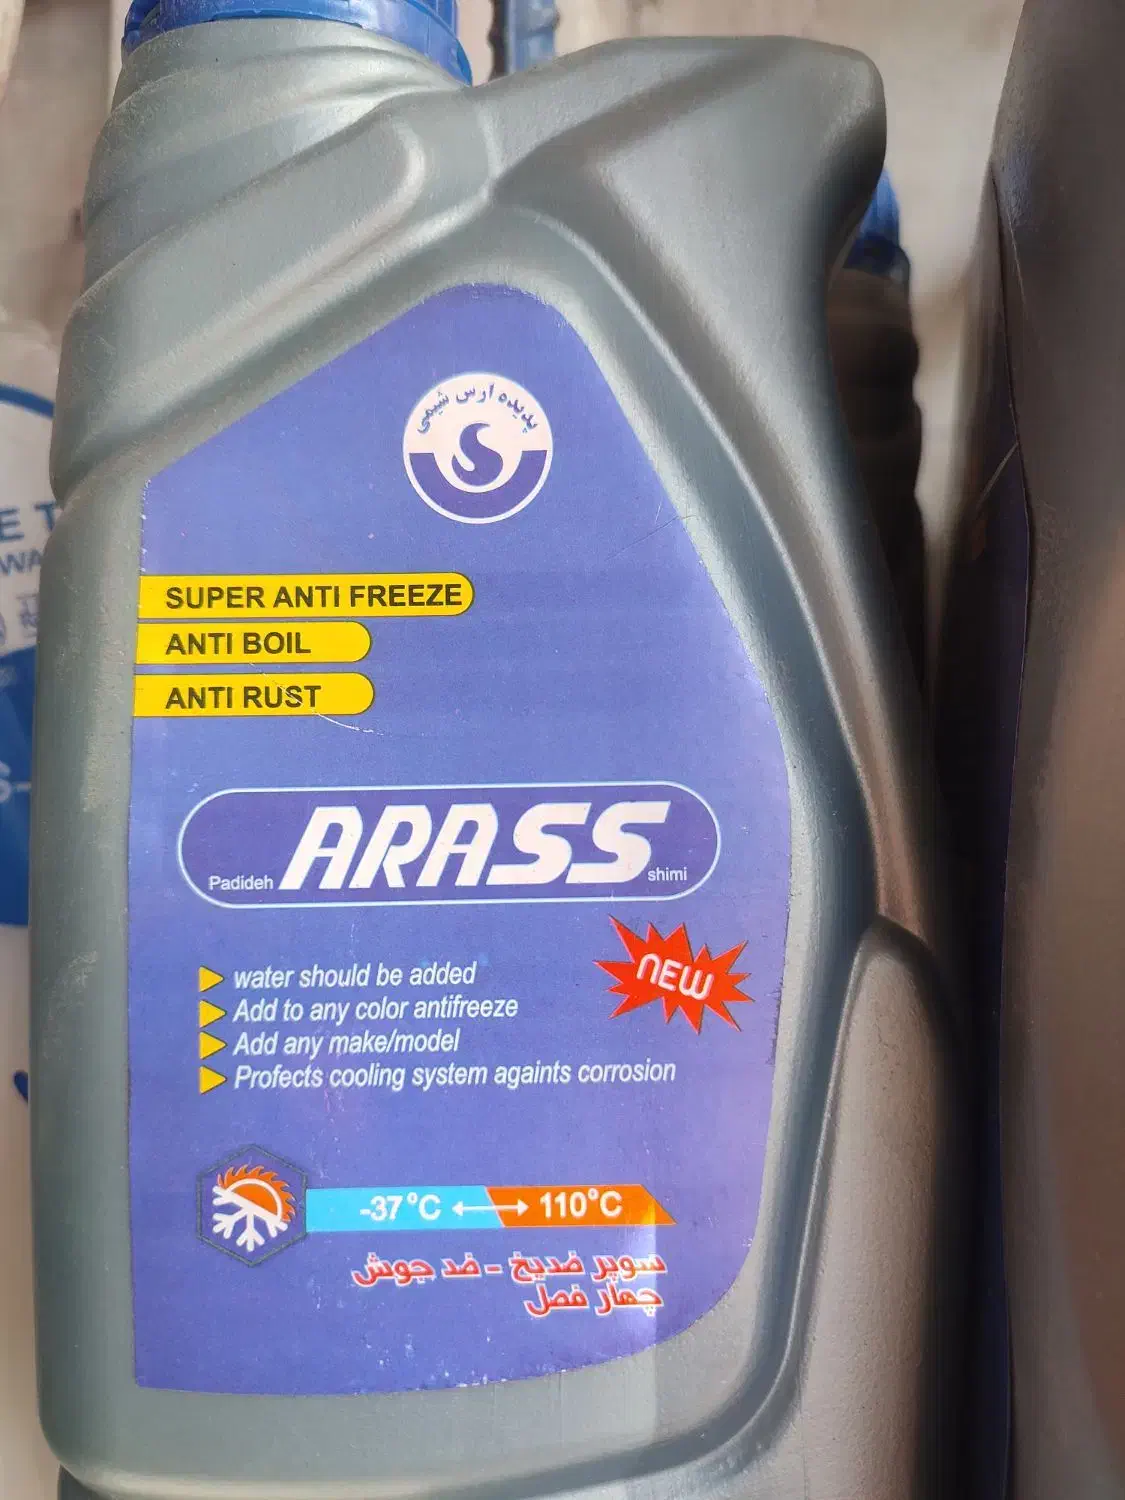 پدیده ارس شیمی
SUPER ANTI FREEZE
ANTI BOIL
ANTI RUST
Padideh ARASS shimi
NEW
water should be added
Add to any color antifreeze
Add any make/model
Profects cooling system againts corrosion
-37°C ↔ 110°C
سوپر ضدیخ - ضد جوش
چهار فصل
E T
WA